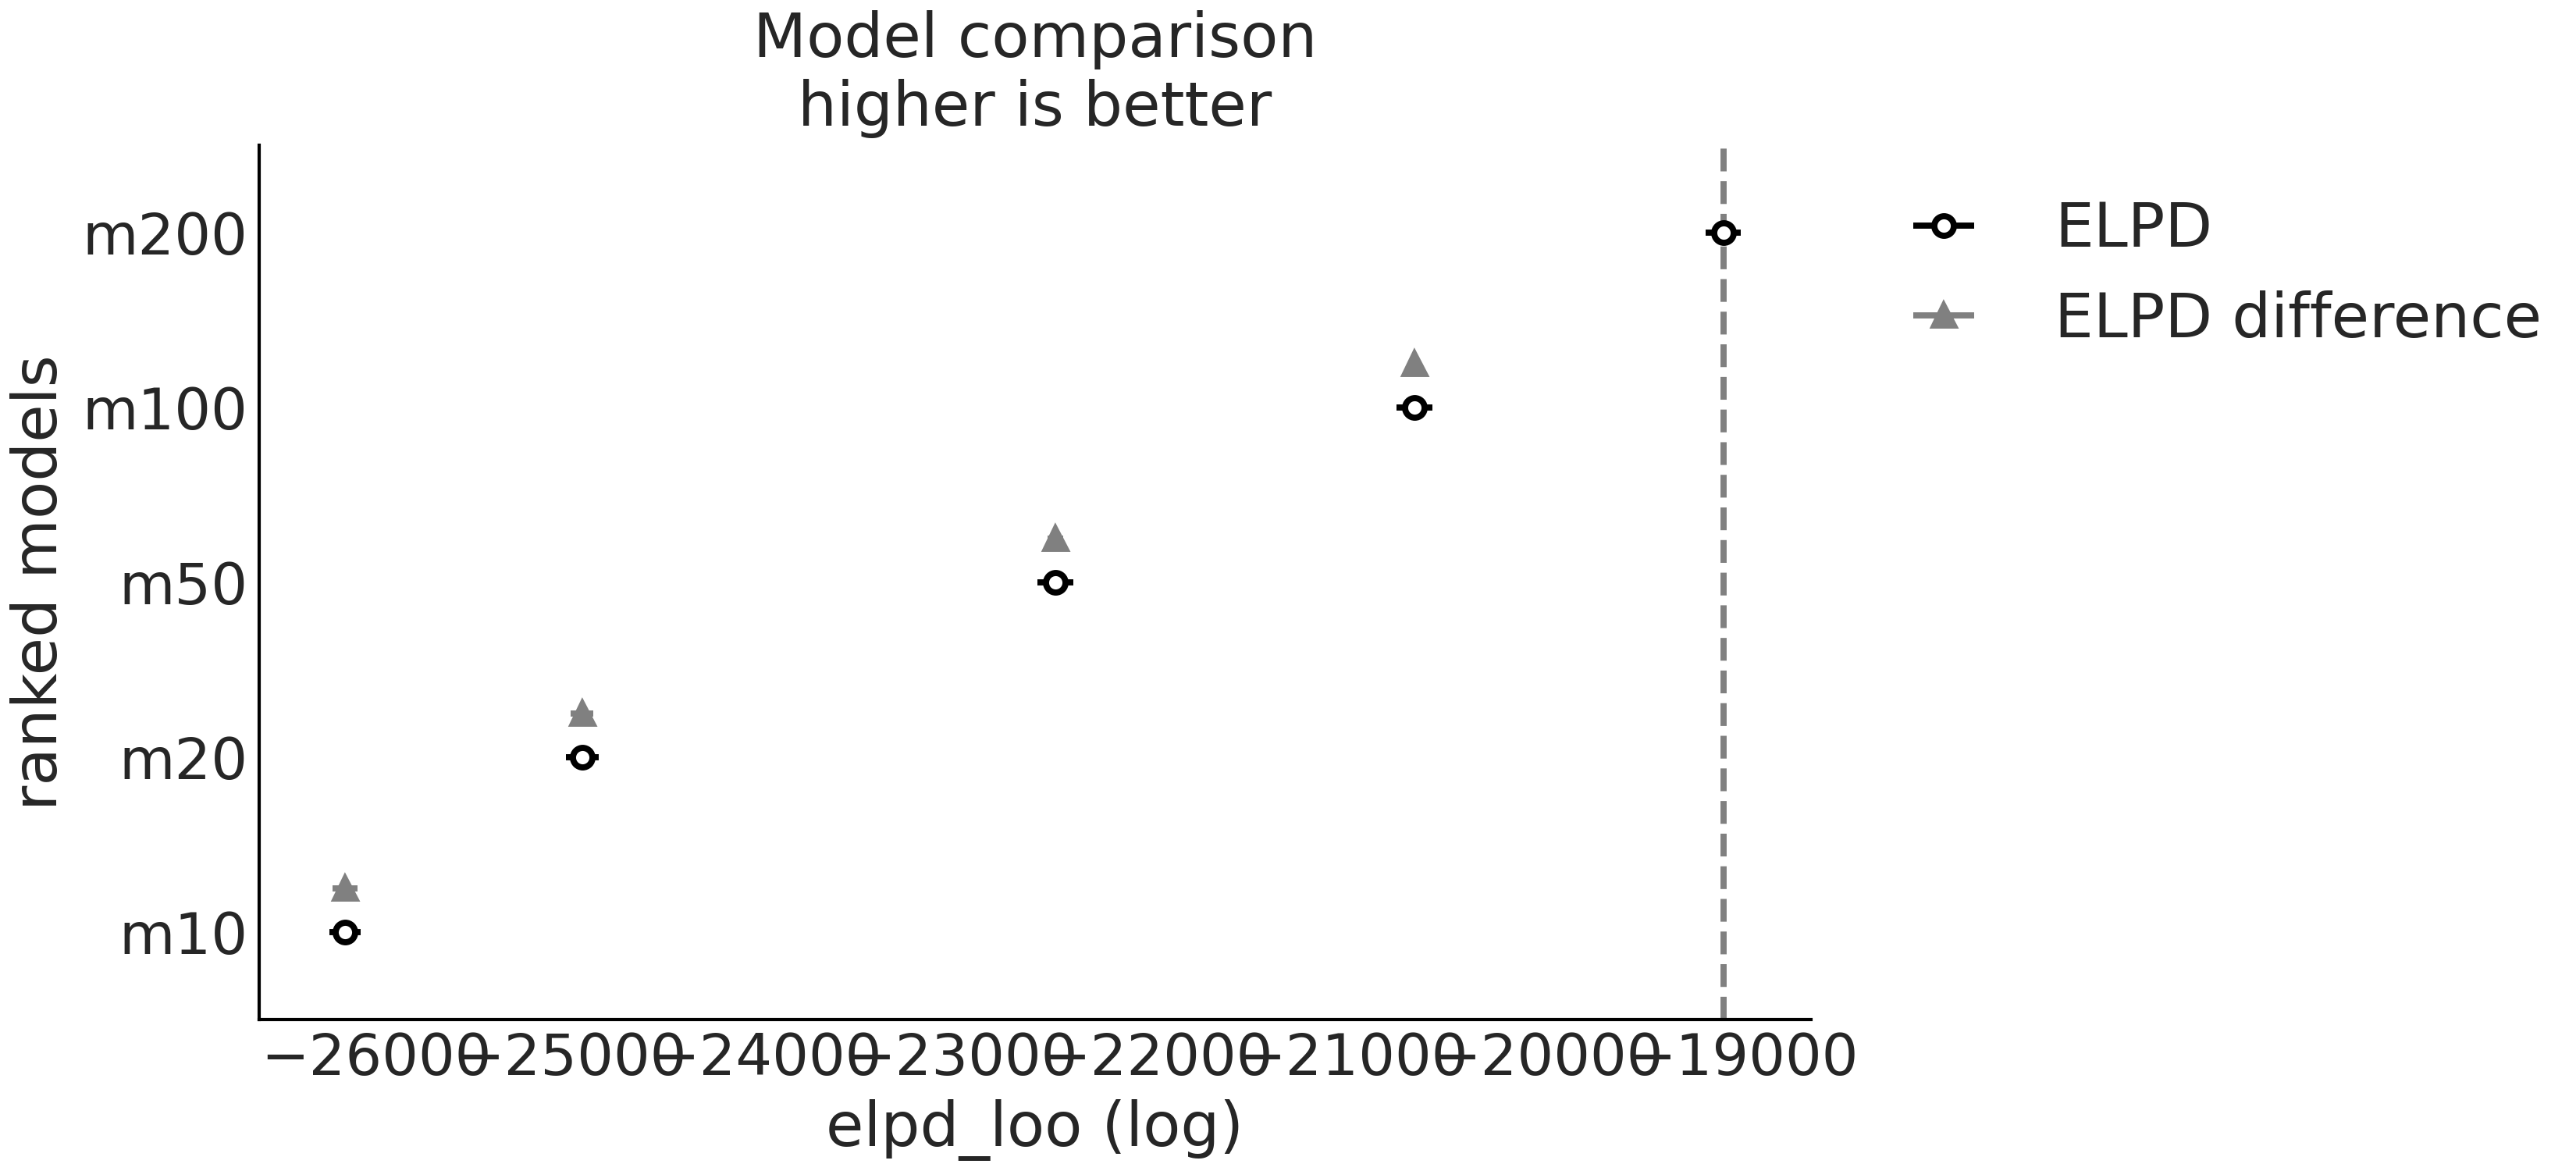 Model comparison
higher is better
ELPD
ELPD difference
ranked models
m200
m100
m50
m20
m10
−26000 −25000 −24000 −23000 −22000 −21000 −20000 −19000
elpd_loo (log)